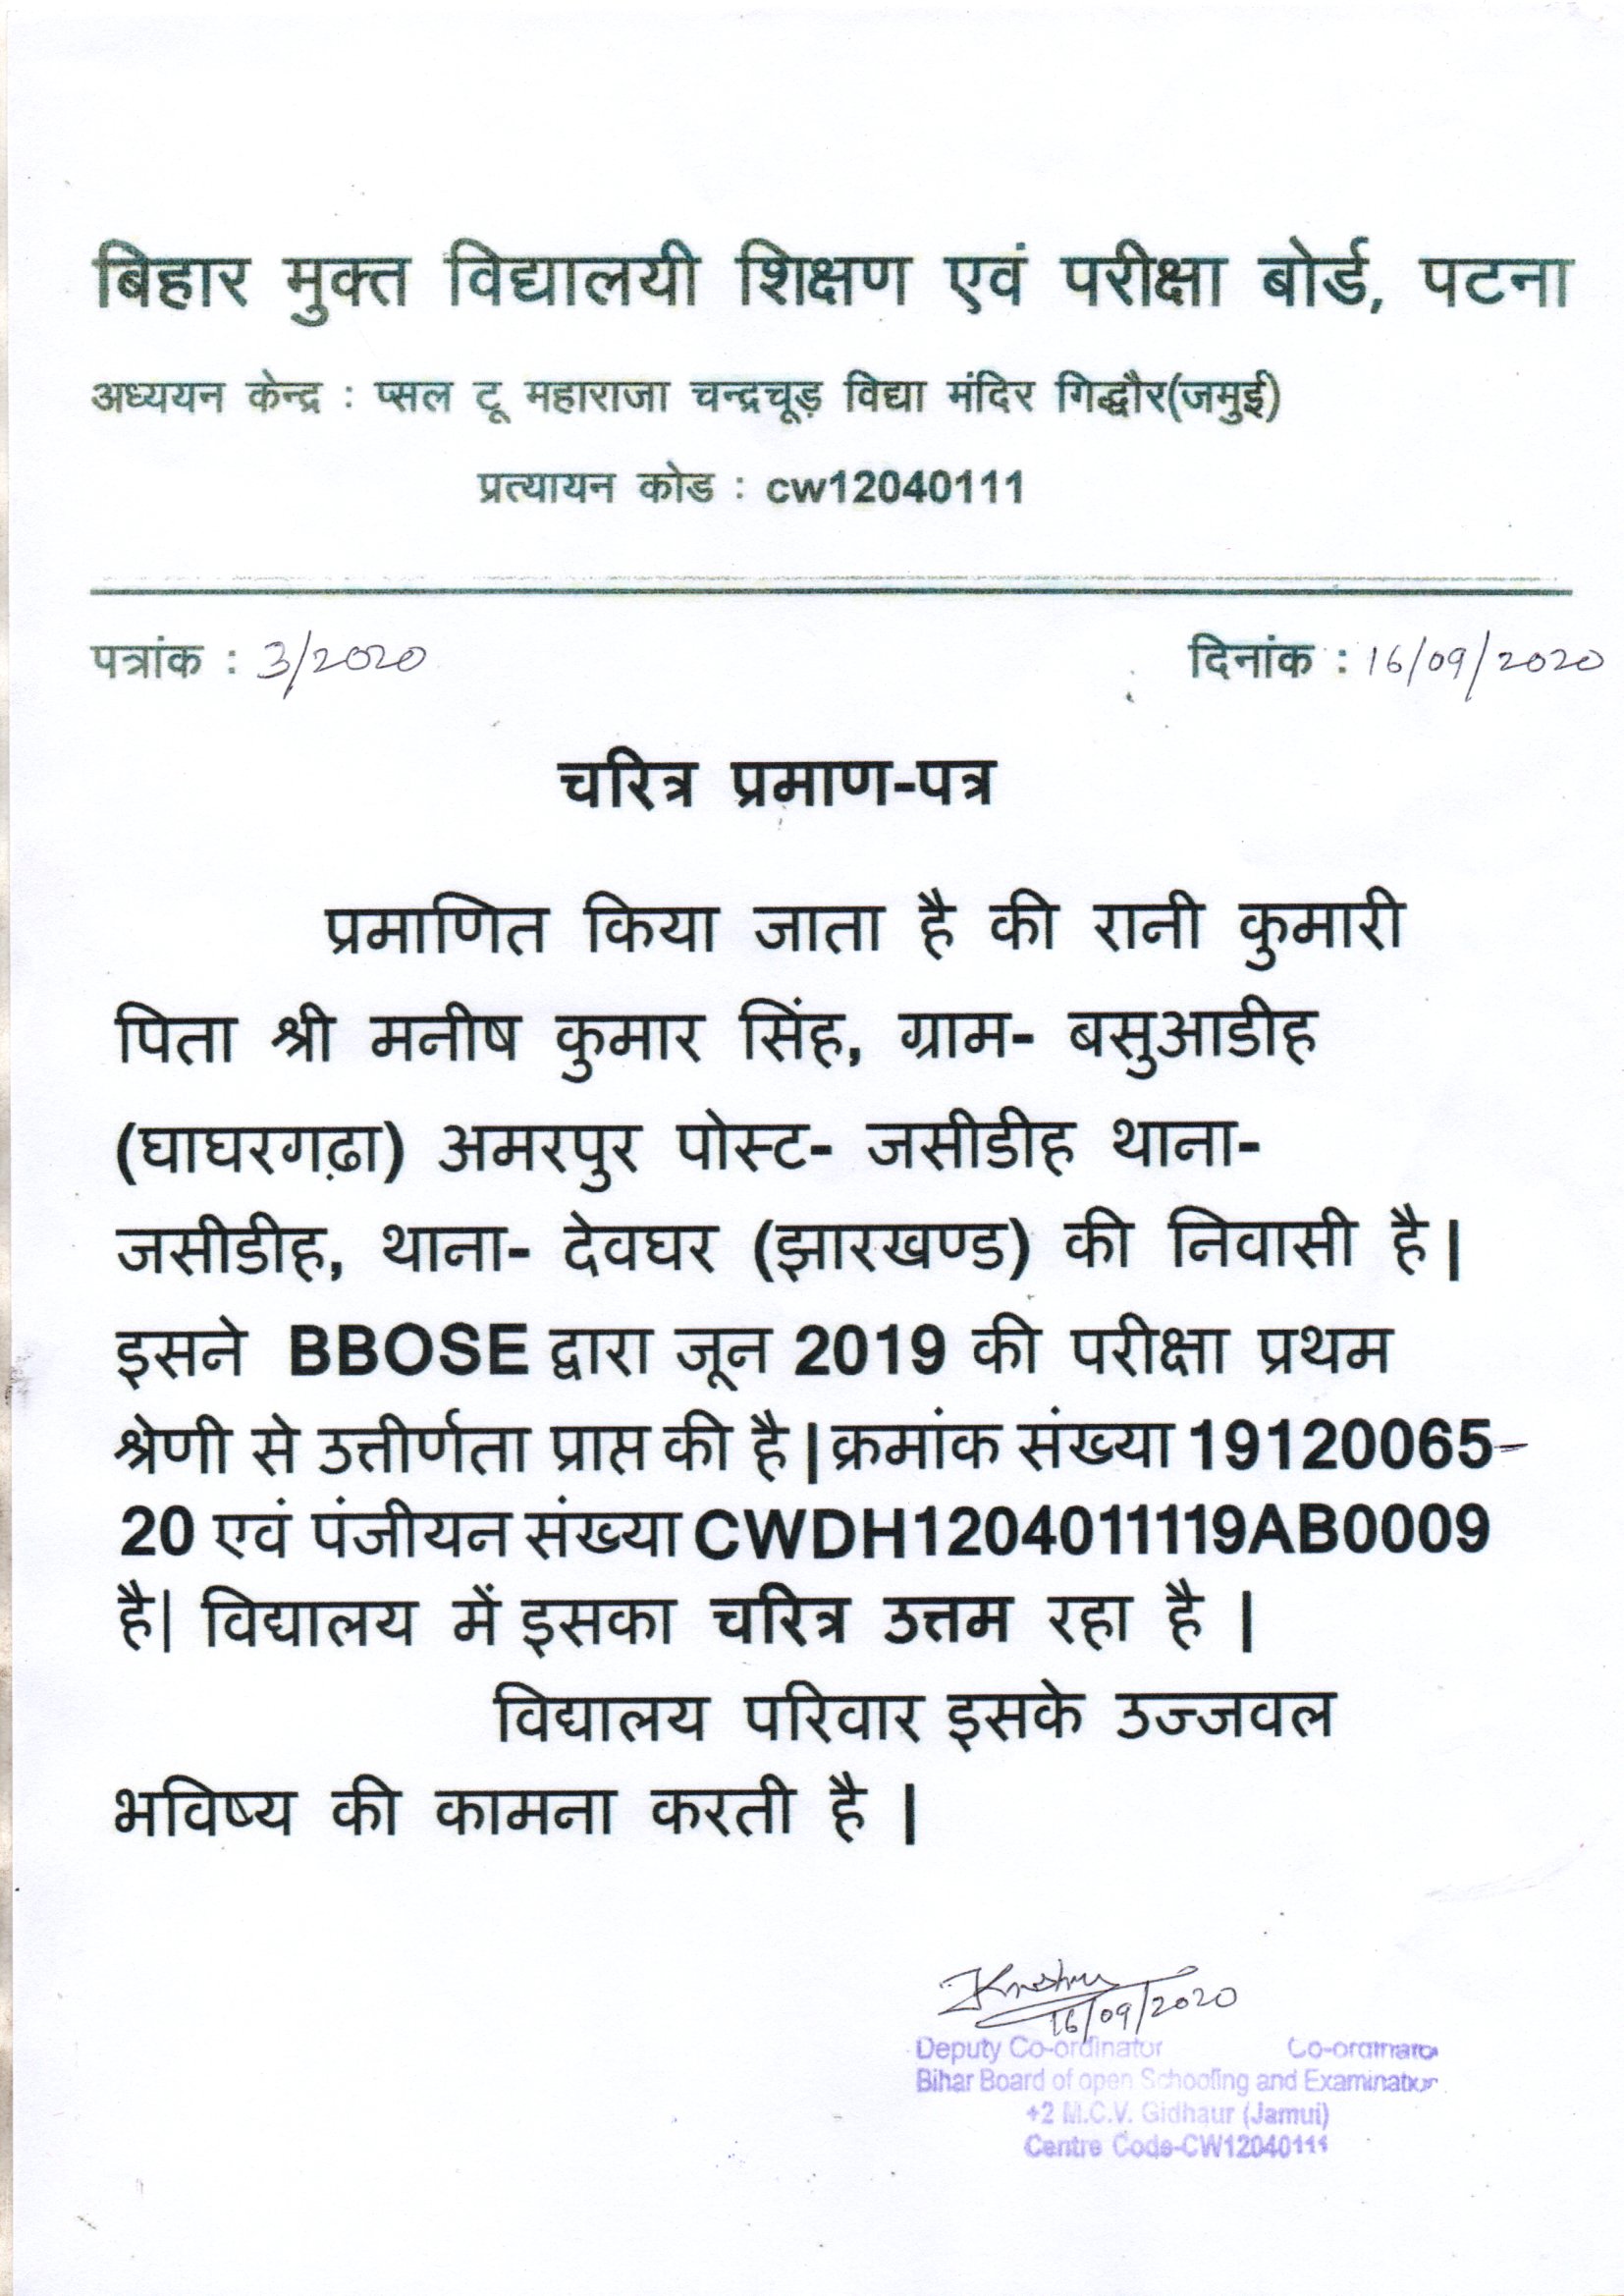 बिहार मुक्त विद्यालयी शिक्षण एवं परीक्षा बोर्ड, पटना
अध्ययन केन्द्र : प्सल टू महाराजा चन्द्रचूड़ विद्या मंदिर गिद्धौर(जमुई)
प्रत्यायन कोड : cw12040111
पत्रांक : 3/2020 दिनांक : 16/09/2020
चरित्र प्रमाण-पत्र
प्रमाणित किया जाता है की रानी कुमारी
पिता श्री मनीष कुमार सिंह, ग्राम- बसुआडीह
(घाघरगढ़ा) अमरपुर पोस्ट- जसीडीह थाना-
जसीडीह, थाना- देवघर (झारखण्ड) की निवासी है|
इसने BBOSE द्वारा जून 2019 की परीक्षा प्रथम
श्रेणी से उत्तीर्णता प्राप्त की है|क्रमांक संख्या 19120065-
20 एवं पंजीयन संख्या CWDH1204011119AB0009
है| विद्यालय में इसका चरित्र उत्तम रहा है |
विद्यालय परिवार इसके उज्जवल
भविष्य की कामना करती है |
16/09/2020
Deputy Co-ordinator Co-ordinator
Bihar Board of open Schooling and Examination
+2 M.C.V. Gidhaur (Jamui)
Centre Code-CW12040111